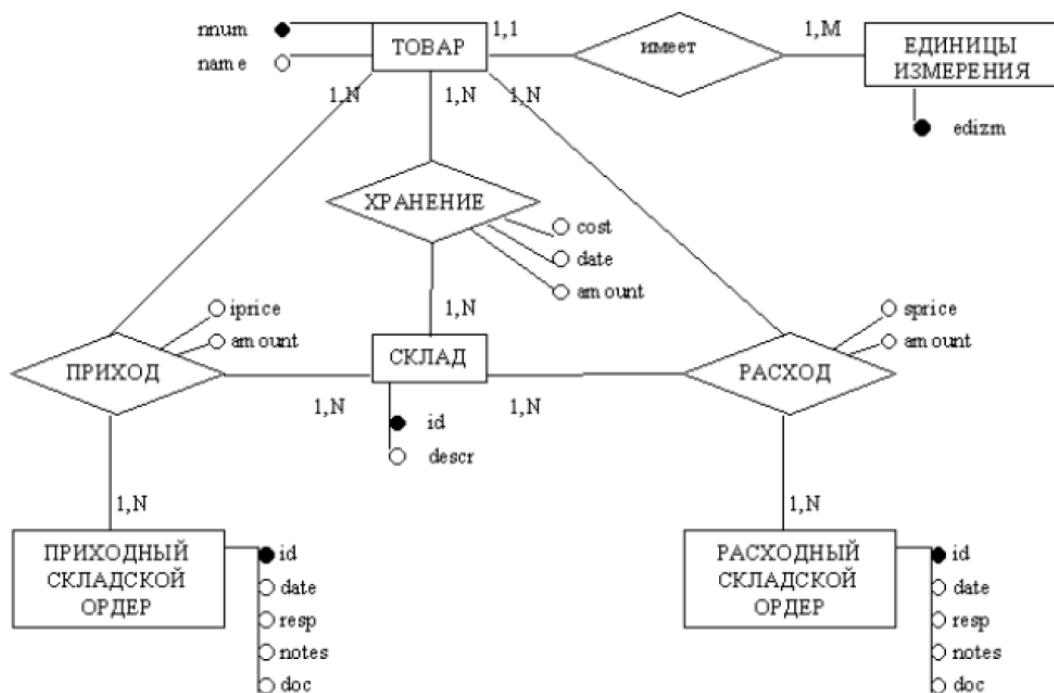 nnum
name
ТОВАР
1,1
имеет
1,M
ЕДИНИЦЫ
ИЗМЕРЕНИЯ
edizm
1,N
1,N
1,N
ХРАНЕНИЕ
cost
date
amount
1,N
iprice
amount
ПРИХОД
СКЛАД
sprice
amount
РАСХОД
1,N
1,N
id
descr
1,N
1,N
ПРИХОДНЫЙ
СКЛАДСКОЙ
ОРДЕР
id
date
resp
notes
doc
РАСХОДНЫЙ
СКЛАДСКОЙ
ОРДЕР
id
date
resp
notes
doc